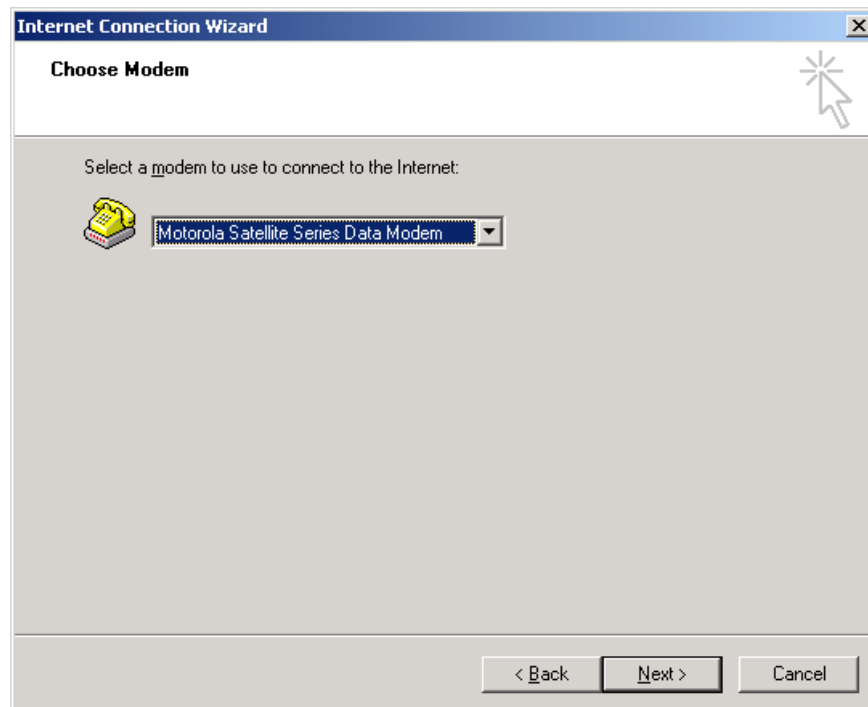 Internet Connection Wizard
Choose Modem
Select a modem to use to connect to the Internet:
Motorola Satellite Series Data Modem
< Back Next > Cancel